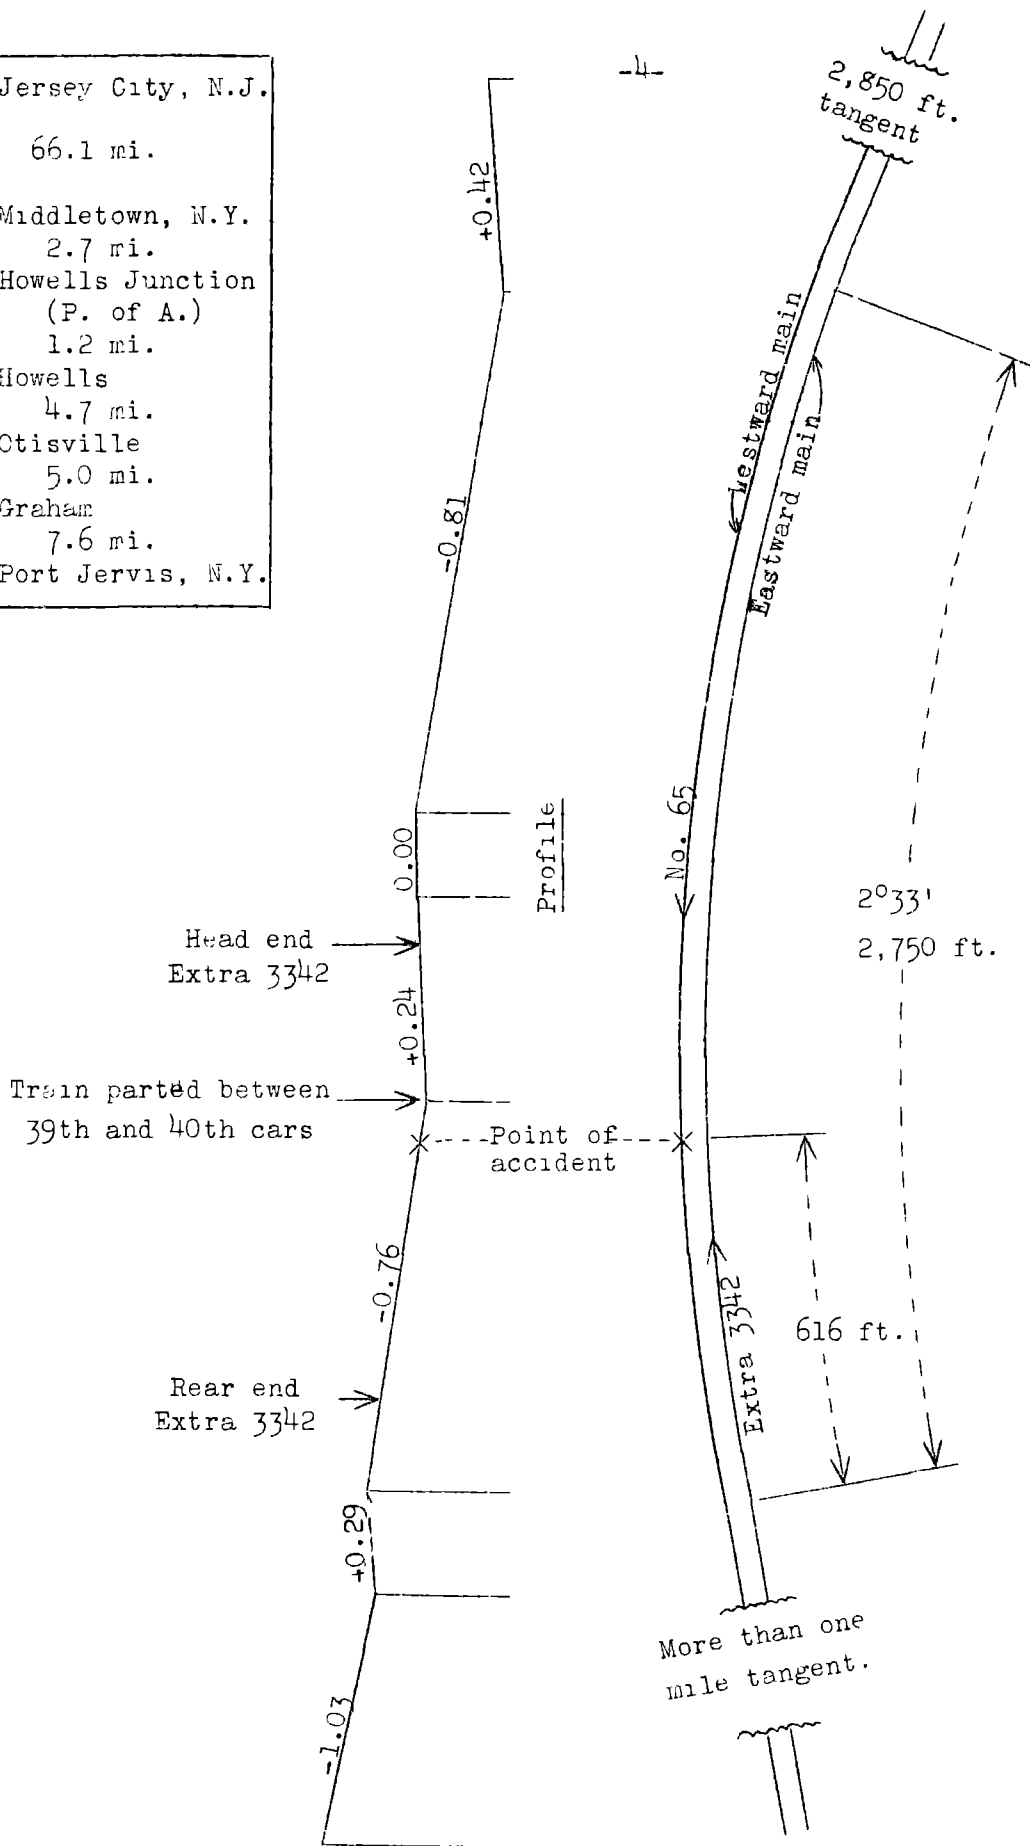 -4-
Jersey City, N.J.
66.1 mi.
Middletown, N.Y.
2.7 mi.
Howells Junction
(P. of A.)
1.2 mi.
Howells
4.7 mi.
Otisville
5.0 mi.
Graham
7.6 mi.
Port Jervis, N.Y.
+0.42
-0.81
0.00
Profile
Head end
Extra 3342
+0.24
Train parted between
39th and 40th cars
Point of
accident
-0.76
Rear end
Extra 3342
+0.29
-1.03
2,850 ft.
tangent
Westward main
Eastward main
No. 65
2°33'
2,750 ft.
616 ft.
Extra 3342
More than one
mile tangent.